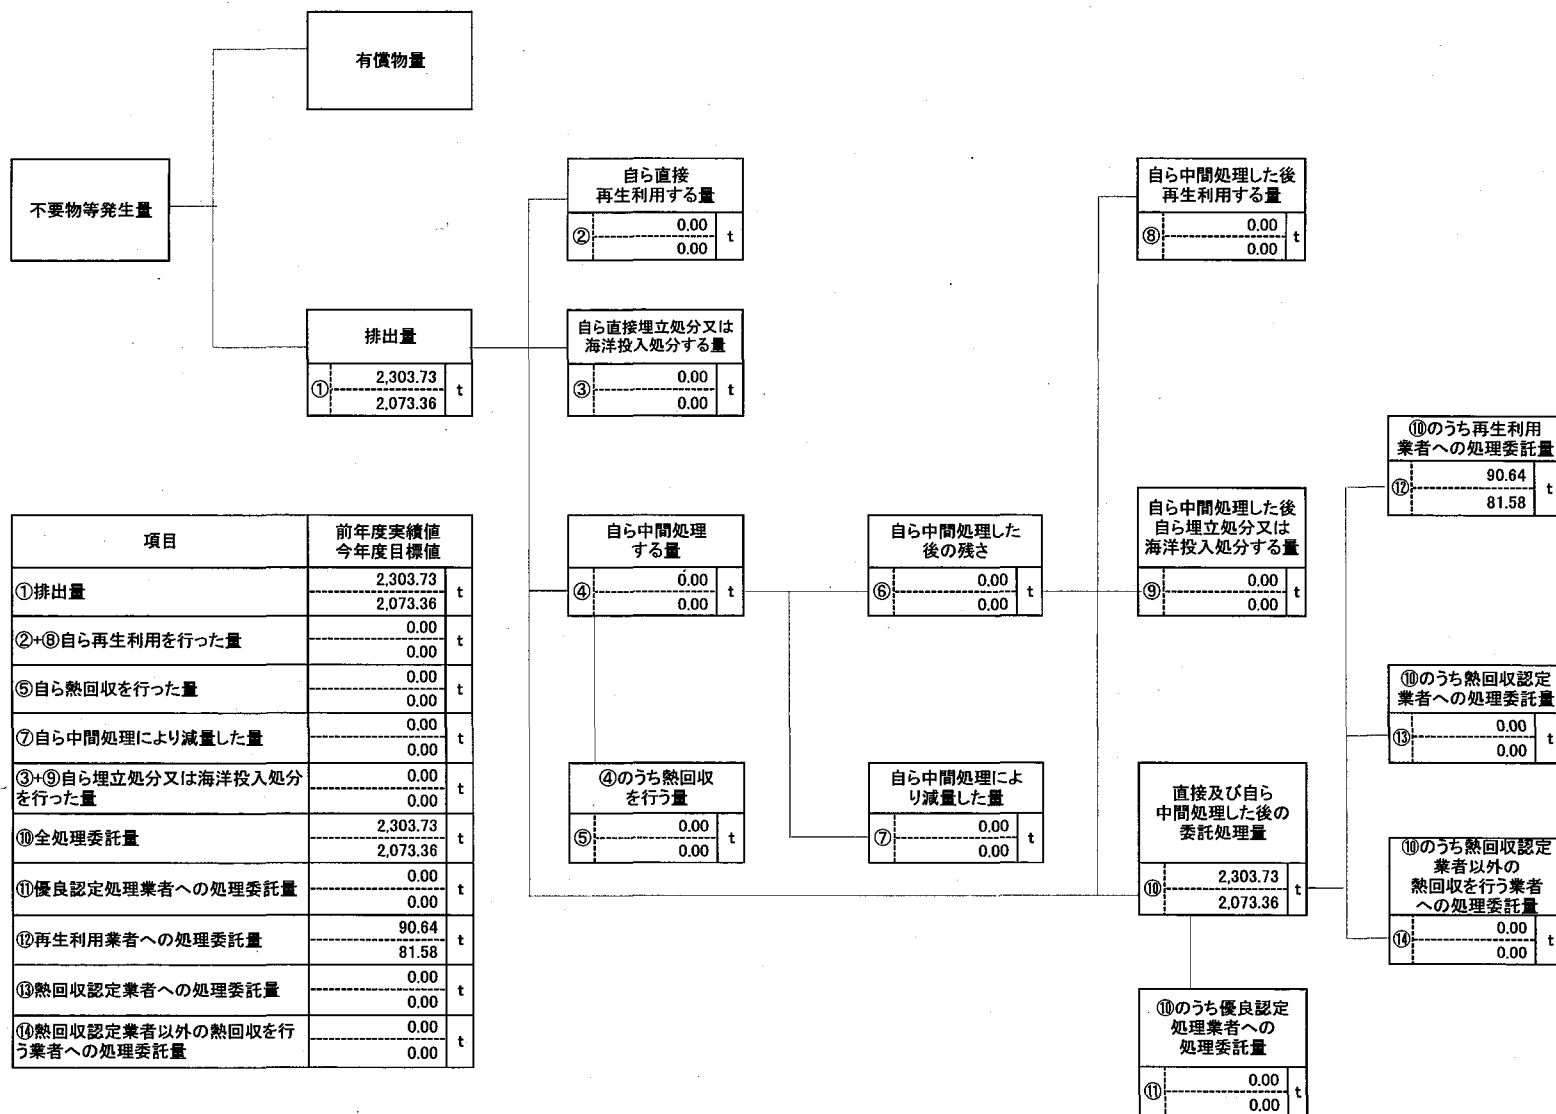 有償物量
不要物等発生量
自ら直接
再生利用する量
② 0.00 t
0.00
自ら中間処理した後
再生利用する量
⑧ 0.00 t
0.00
排出量
① 2,303.73 t
2,073.36
自ら直接埋立処分又は
海洋投入処分する量
③ 0.00 t
0.00
⑩のうち再生利用
業者への処理委託量
⑫ 90.64 t
81.58
項目
前年度実績値
今年度目標値
①排出量
2,303.73 t
2,073.36
②+⑧自ら再生利用を行った量
0.00 t
0.00
⑤自ら熱回収を行った量
0.00 t
0.00
⑦自ら中間処理により減量した量
0.00 t
0.00
③+⑨自ら埋立処分又は海洋投入処分
を行った量
0.00 t
0.00
⑩全処理委託量
2,303.73 t
2,073.36
⑪優良認定処理業者への処理委託量
0.00 t
0.00
⑫再生利用業者への処理委託量
90.64 t
81.58
⑬熱回収認定業者への処理委託量
0.00 t
0.00
⑭熱回収認定業者以外の熱回収を行
う業者への処理委託量
0.00 t
0.00
自ら中間処理
する量
④ 0.00 t
0.00
自ら中間処理した
後の残さ
⑥ 0.00 t
0.00
自ら中間処理した後
自ら埋立処分又は
海洋投入処分する量
⑨ 0.00 t
0.00
⑩のうち熱回収認定
業者への処理委託量
⑬ 0.00 t
0.00
④のうち熱回収
を行う量
⑤ 0.00 t
0.00
自ら中間処理によ
り減量した量
⑦ 0.00 t
0.00
直接及び自ら
中間処理した後の
委託処理量
⑩ 2,303.73 t
2,073.36
⑩のうち熱回収認定
業者以外の
熱回収を行う業者
への処理委託量
⑭ 0.00 t
0.00
⑩のうち優良認定
処理業者への
処理委託量
⑪ 0.00 t
0.00